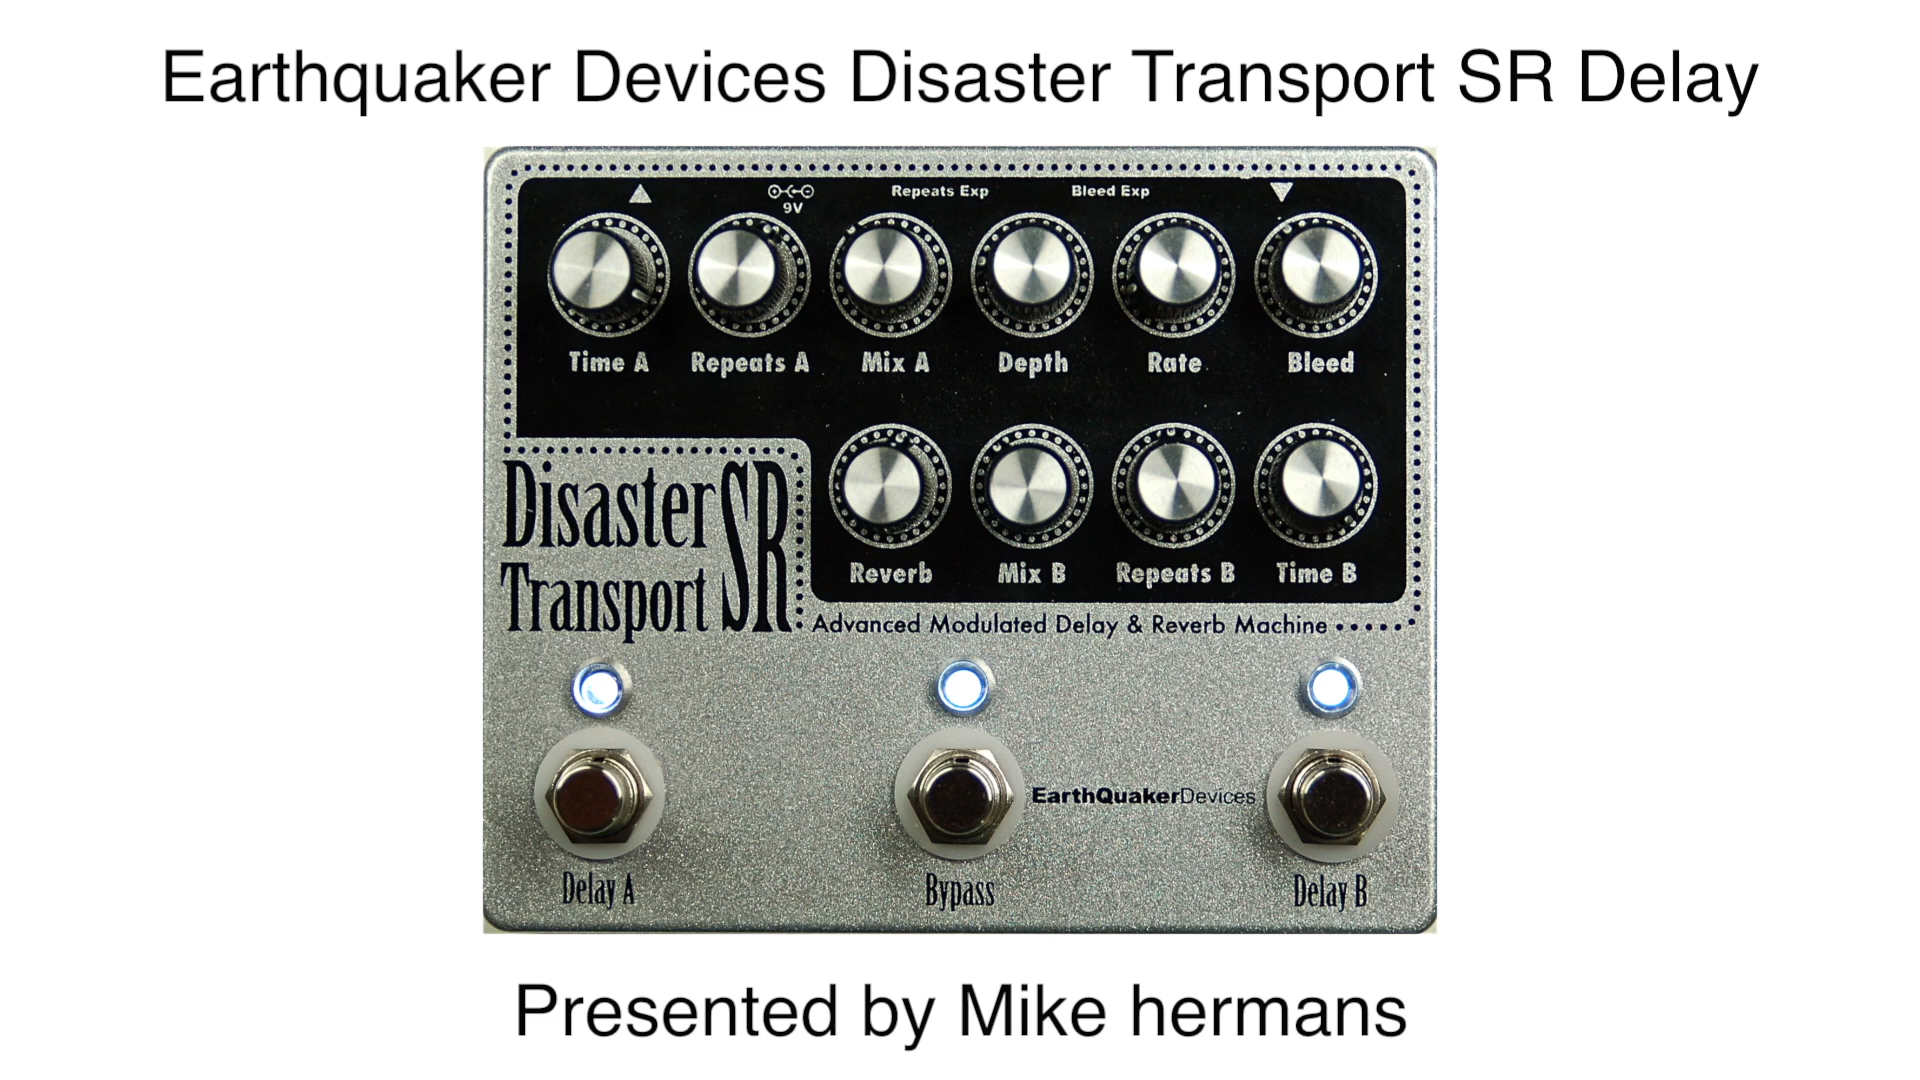 Earthquaker Devices Disaster Transport SR Delay
9V
Repeats Exp
Bleed Exp
Time A
Repeats A
Mix A
Depth
Rate
Bleed
Disaster
Transport
SR
Reverb
Mix B
Repeats B
Time B
Advanced Modulated Delay & Reverb Machine
EarthQuakerDevices
Delay A
Bypass
Delay B
Presented by Mike hermans